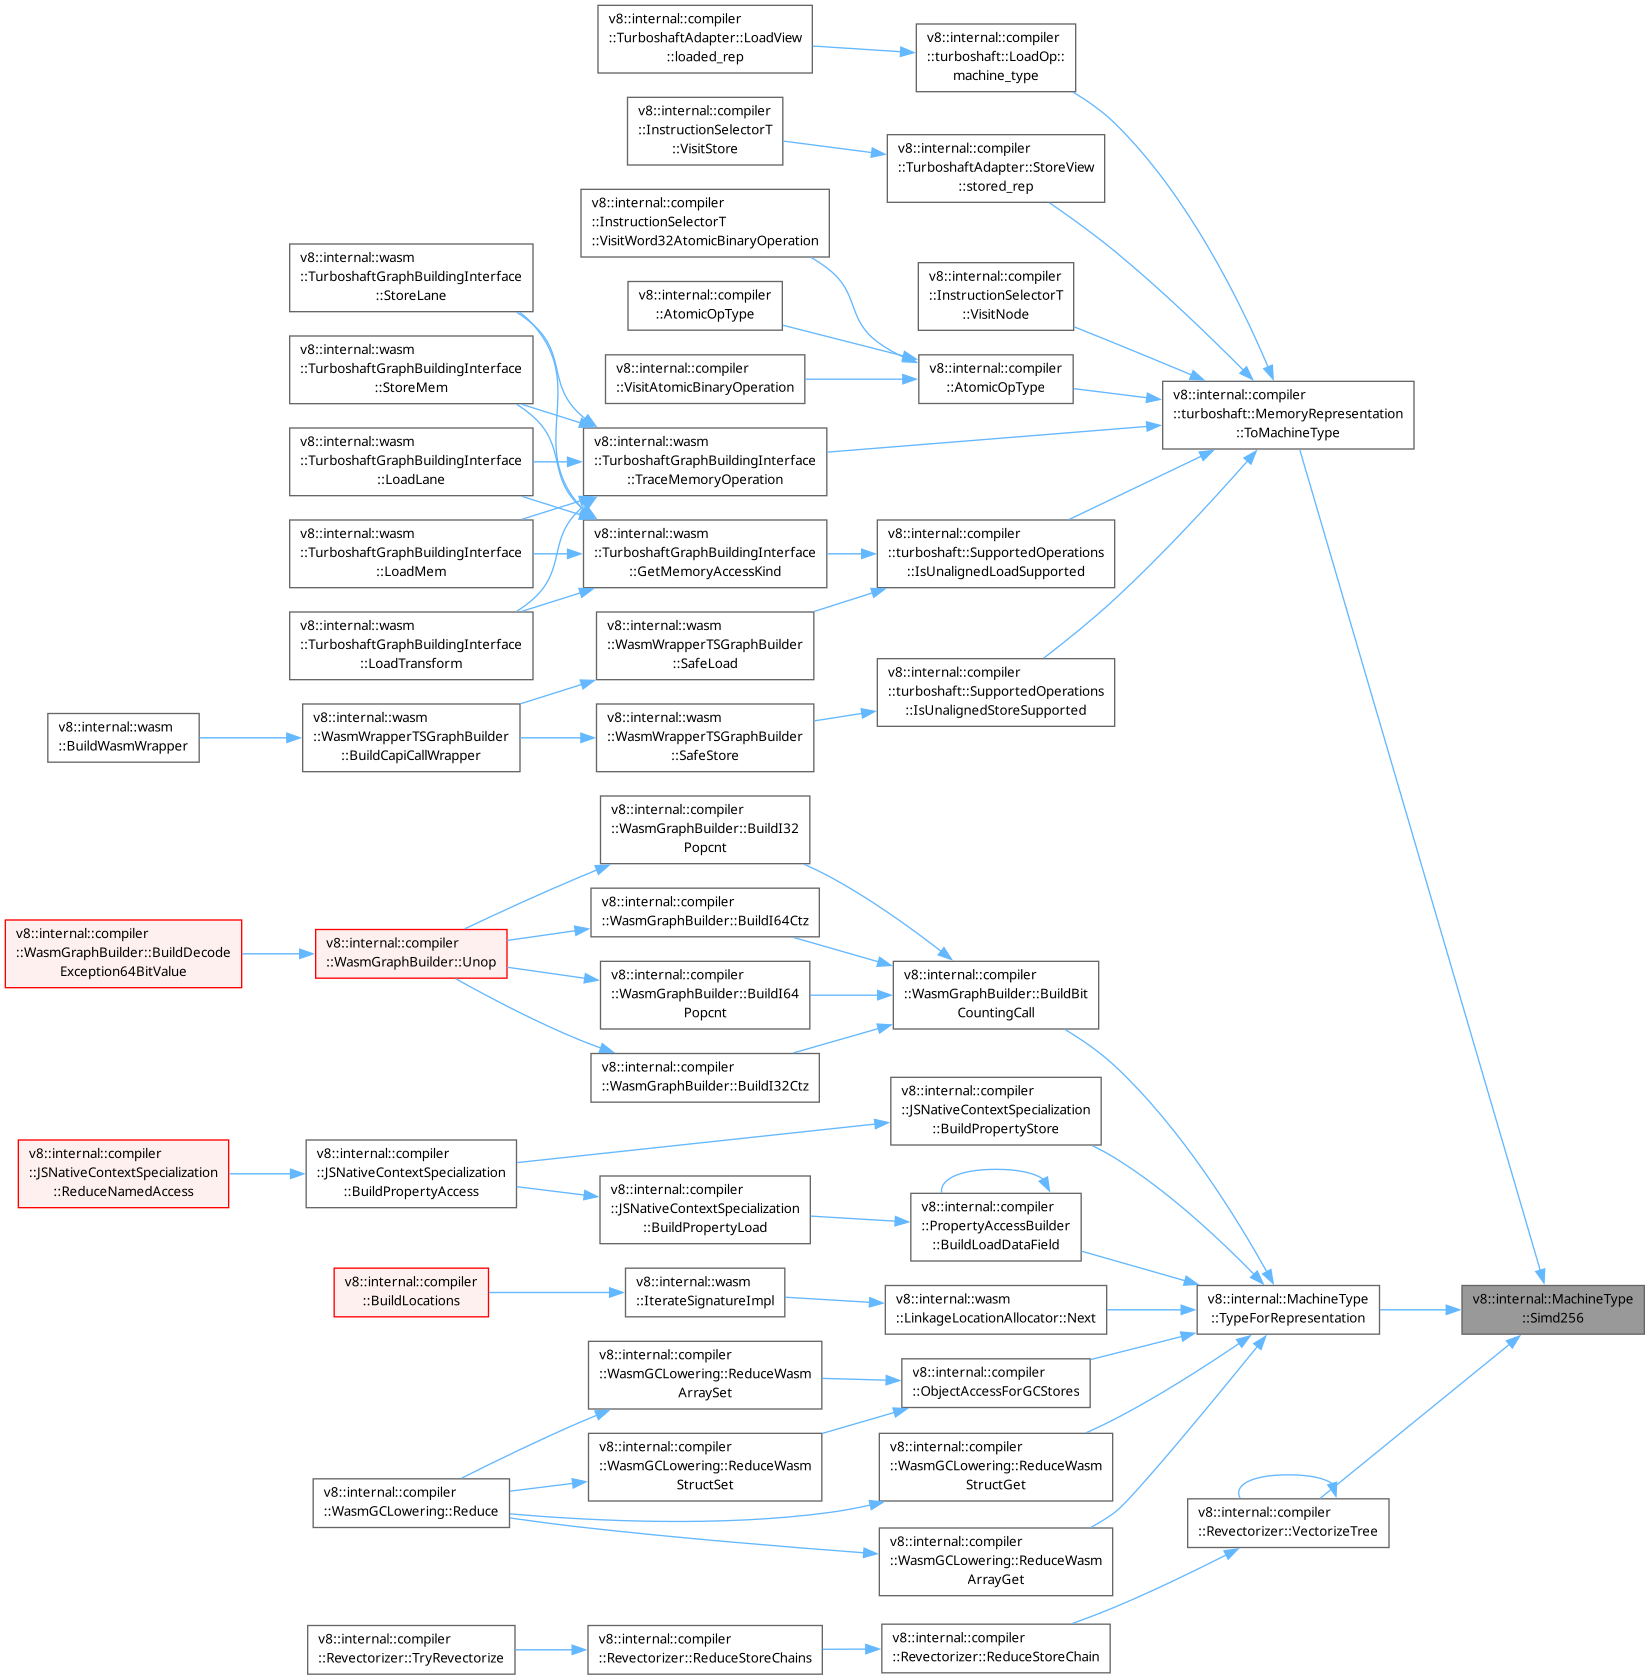 v8::internal::compiler
::TurboshaftAdapter::LoadView
::loaded_rep
v8::internal::compiler
::turboshaft::LoadOp::
machine_type
v8::internal::compiler
::InstructionSelectorT
::VisitStore
v8::internal::compiler
::TurboshaftAdapter::StoreView
::stored_rep
v8::internal::compiler
::InstructionSelectorT
::VisitWord32AtomicBinaryOperation
v8::internal::wasm
::TurboshaftGraphBuildingInterface
::StoreLane
v8::internal::compiler
::AtomicOpType
v8::internal::compiler
::InstructionSelectorT
::VisitNode
v8::internal::wasm
::TurboshaftGraphBuildingInterface
::StoreMem
v8::internal::compiler
::VisitAtomicBinaryOperation
v8::internal::compiler
::AtomicOpType
v8::internal::compiler
::turboshaft::MemoryRepresentation
::ToMachineType
v8::internal::wasm
::TurboshaftGraphBuildingInterface
::LoadLane
v8::internal::wasm
::TurboshaftGraphBuildingInterface
::TraceMemoryOperation
v8::internal::wasm
::TurboshaftGraphBuildingInterface
::LoadMem
v8::internal::wasm
::TurboshaftGraphBuildingInterface
::GetMemoryAccessKind
v8::internal::compiler
::turboshaft::SupportedOperations
::IsUnalignedLoadSupported
v8::internal::wasm
::TurboshaftGraphBuildingInterface
::LoadTransform
v8::internal::wasm
::WasmWrapperTSGraphBuilder
::SafeLoad
v8::internal::compiler
::turboshaft::SupportedOperations
::IsUnalignedStoreSupported
v8::internal::wasm
::BuildWasmWrapper
v8::internal::wasm
::WasmWrapperTSGraphBuilder
::BuildCapiCallWrapper
v8::internal::wasm
::WasmWrapperTSGraphBuilder
::SafeStore
v8::internal::compiler
::WasmGraphBuilder::BuildI32
Popcnt
v8::internal::compiler
::WasmGraphBuilder::BuildI64Ctz
v8::internal::compiler
::WasmGraphBuilder::BuildDecode
Exception64BitValue
v8::internal::compiler
::WasmGraphBuilder::Unop
v8::internal::compiler
::WasmGraphBuilder::BuildI64
Popcnt
v8::internal::compiler
::WasmGraphBuilder::BuildBit
CountingCall
v8::internal::compiler
::WasmGraphBuilder::BuildI32Ctz
v8::internal::compiler
::JSNativeContextSpecialization
::BuildPropertyStore
v8::internal::compiler
::JSNativeContextSpecialization
::ReduceNamedAccess
v8::internal::compiler
::JSNativeContextSpecialization
::BuildPropertyAccess
v8::internal::compiler
::JSNativeContextSpecialization
::BuildPropertyLoad
v8::internal::compiler
::PropertyAccessBuilder
::BuildLoadDataField
v8::internal::compiler
::BuildLocations
v8::internal::wasm
::IterateSignatureImpl
v8::internal::wasm
::LinkageLocationAllocator::Next
v8::internal::MachineType
::TypeForRepresentation
v8::internal::MachineType
::Simd256
v8::internal::compiler
::WasmGCLowering::ReduceWasm
ArraySet
v8::internal::compiler
::ObjectAccessForGCStores
v8::internal::compiler
::WasmGCLowering::ReduceWasm
StructSet
v8::internal::compiler
::WasmGCLowering::ReduceWasm
StructGet
v8::internal::compiler
::WasmGCLowering::Reduce
v8::internal::compiler
::Revectorizer::VectorizeTree
v8::internal::compiler
::WasmGCLowering::ReduceWasm
ArrayGet
v8::internal::compiler
::Revectorizer::TryRevectorize
v8::internal::compiler
::Revectorizer::ReduceStoreChains
v8::internal::compiler
::Revectorizer::ReduceStoreChain